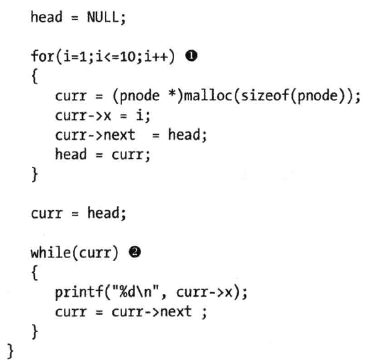 head = NULL;
for(i=1;i<=10;i++) ❶
{
curr = (pnode *)malloc(sizeof(pnode));
curr->x = i;
curr->next  = head;
head = curr;
}
curr = head;
while(curr) ❷
{
printf("%d\n", curr->x);
curr = curr->next ;
}
}